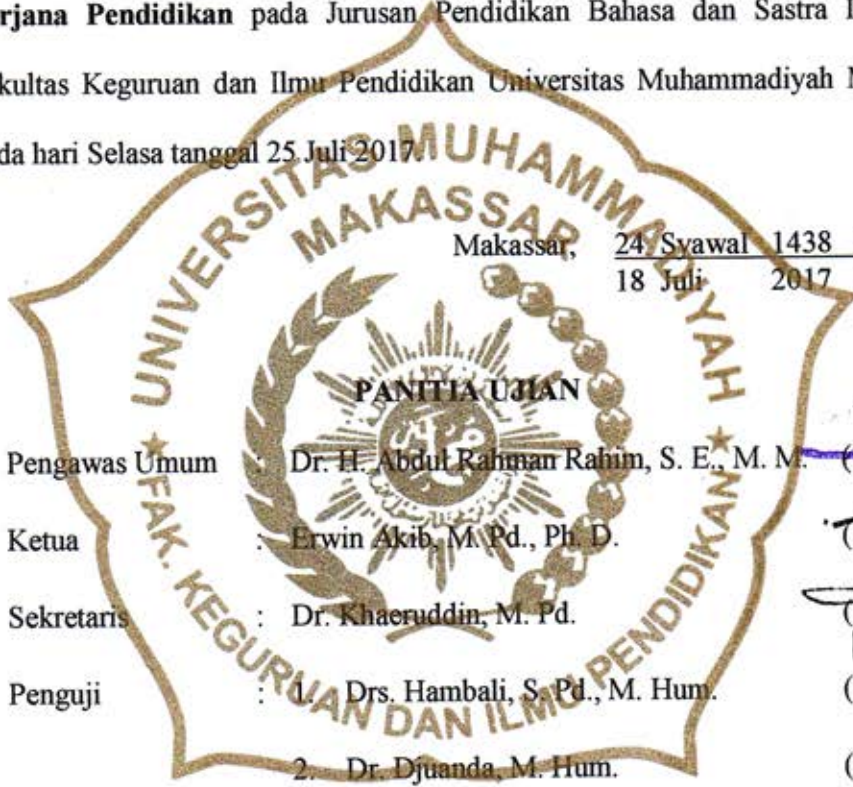 rjana Pendidikan pada Jurusan Pendidikan Bahasa dan Sastra
kultas Keguruan dan Ilmu Pendidikan Universitas Muhammadiyah
da hari Selasa tanggal 25 Juli 2017.
UNIVERSITAS MUHAMMADIYAH
MAKASSAR
Makassar, 24 Syawal 1438
18 Juli 2017
PANITIA UJIAN
Pengawas Umum : Dr. H. Abdul Rahman Rahim, S. E., M. M. (
Ketua : Erwin Akib, M. Pd., Ph. D. (
Sekretaris : Dr. Khaeruddin, M. Pd. (
Penguji : 1. Drs. Hambali, S. Pd., M. Hum. (
2. Dr. Djuanda, M. Hum. (
★ FAK. KEGURUAN DAN ILMU PENDIDIKAN ★